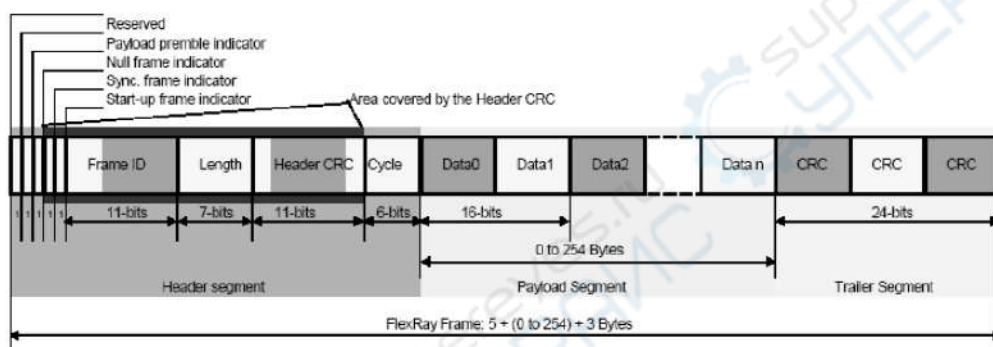 Reserved
Payload premble indicator
Null frame indicator
Sync. frame indicator
Start-up frame indicator
Area covered by the Header CRC
Frame ID Length Header CRC Cycle Data0 Data1 Data2 Data n CRC CRC CRC
1 1 1 1 1 11-bits 7-bits 11-bits 6-bits 16-bits 24-bits
0 to 254 Bytes
Header segment Payload Segment Trailer Segment
FlexRay Frame: 5 + (0 to 254) + 3 Bytes